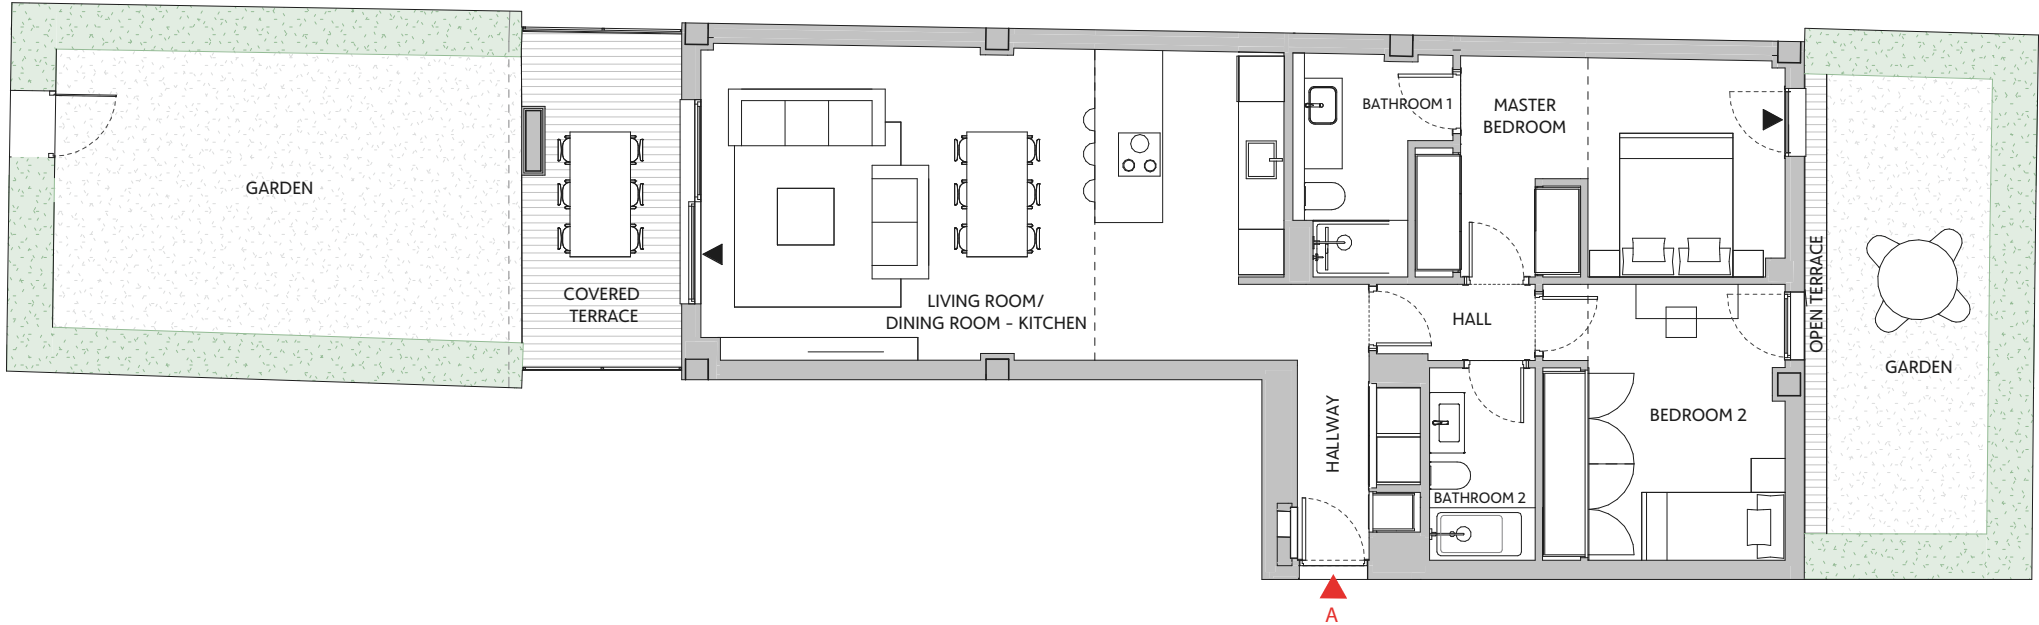 GARDEN
COVERED
TERRACE
LIVING ROOM/
DINING ROOM - KITCHEN
BATHROOM 1
MASTER
BEDROOM
HALL
HALLWAY
BATHROOM 2
BEDROOM 2
OPEN TERRACE
GARDEN
A